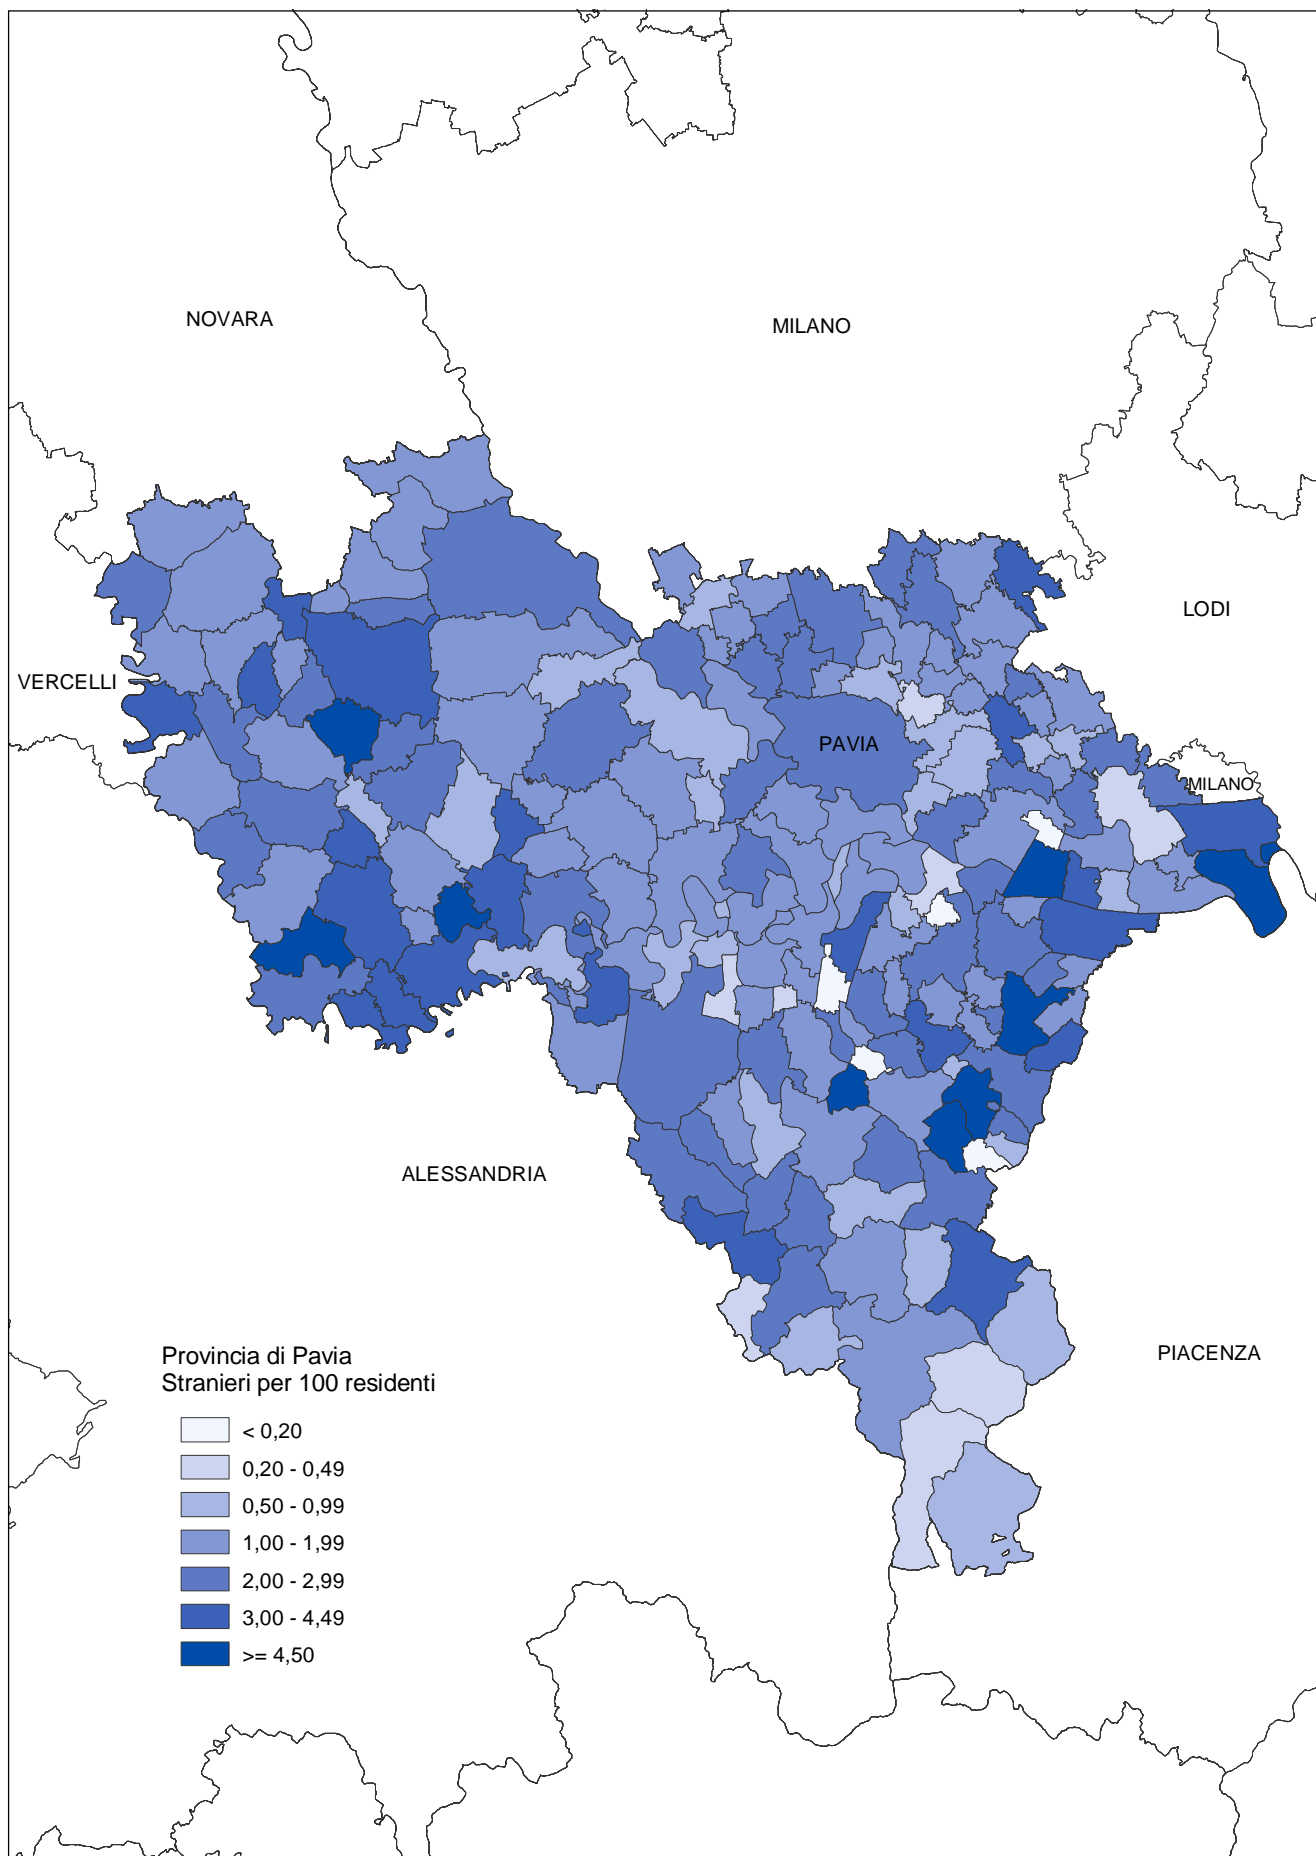 NOVARA
MILANO
LODI
VERCELLI
PAVIA
MILANO
ALESSANDRIA
PIACENZA
Provincia di Pavia
Stranieri per 100 residenti
< 0,20
0,20 - 0,49
0,50 - 0,99
1,00 - 1,99
2,00 - 2,99
3,00 - 4,49
>= 4,50